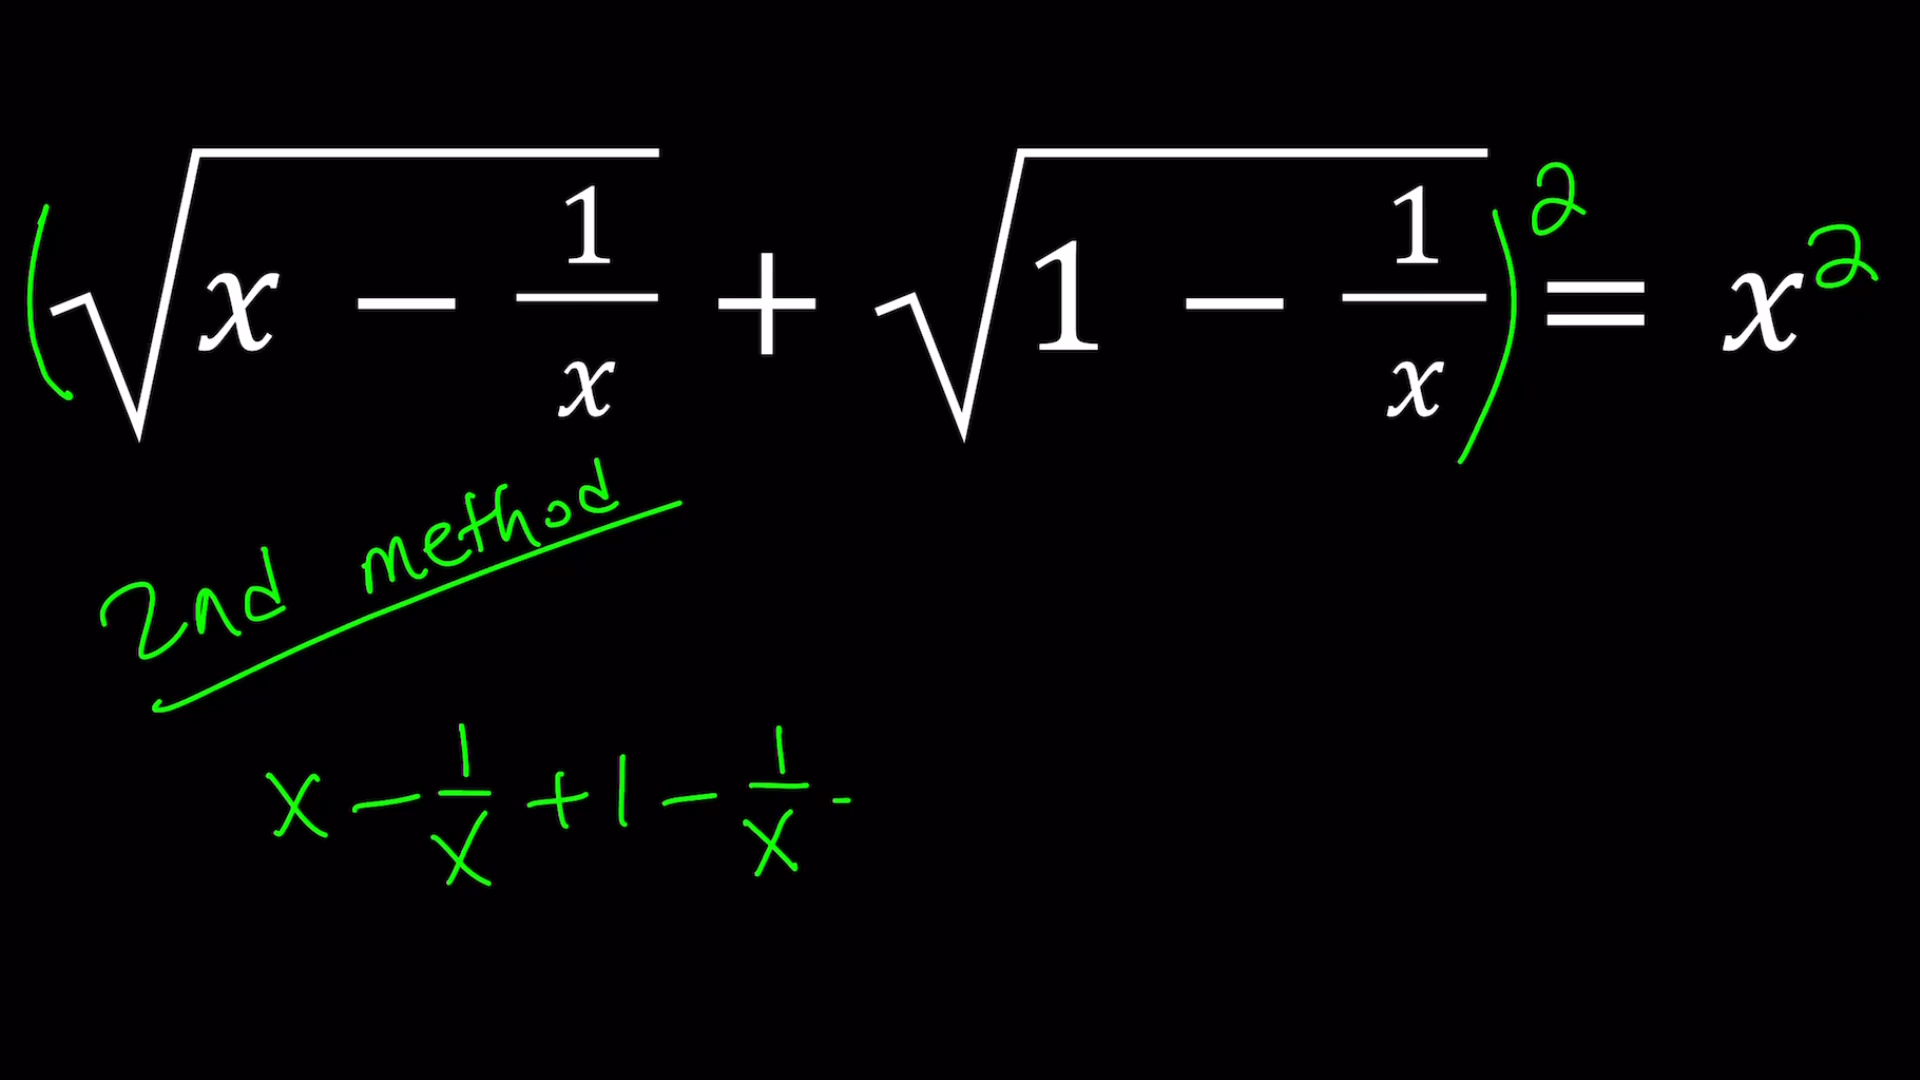 (√(x − 1/x) + √(1 − 1/x))² = x²
2nd method
x − 1/x + 1 − 1/x -